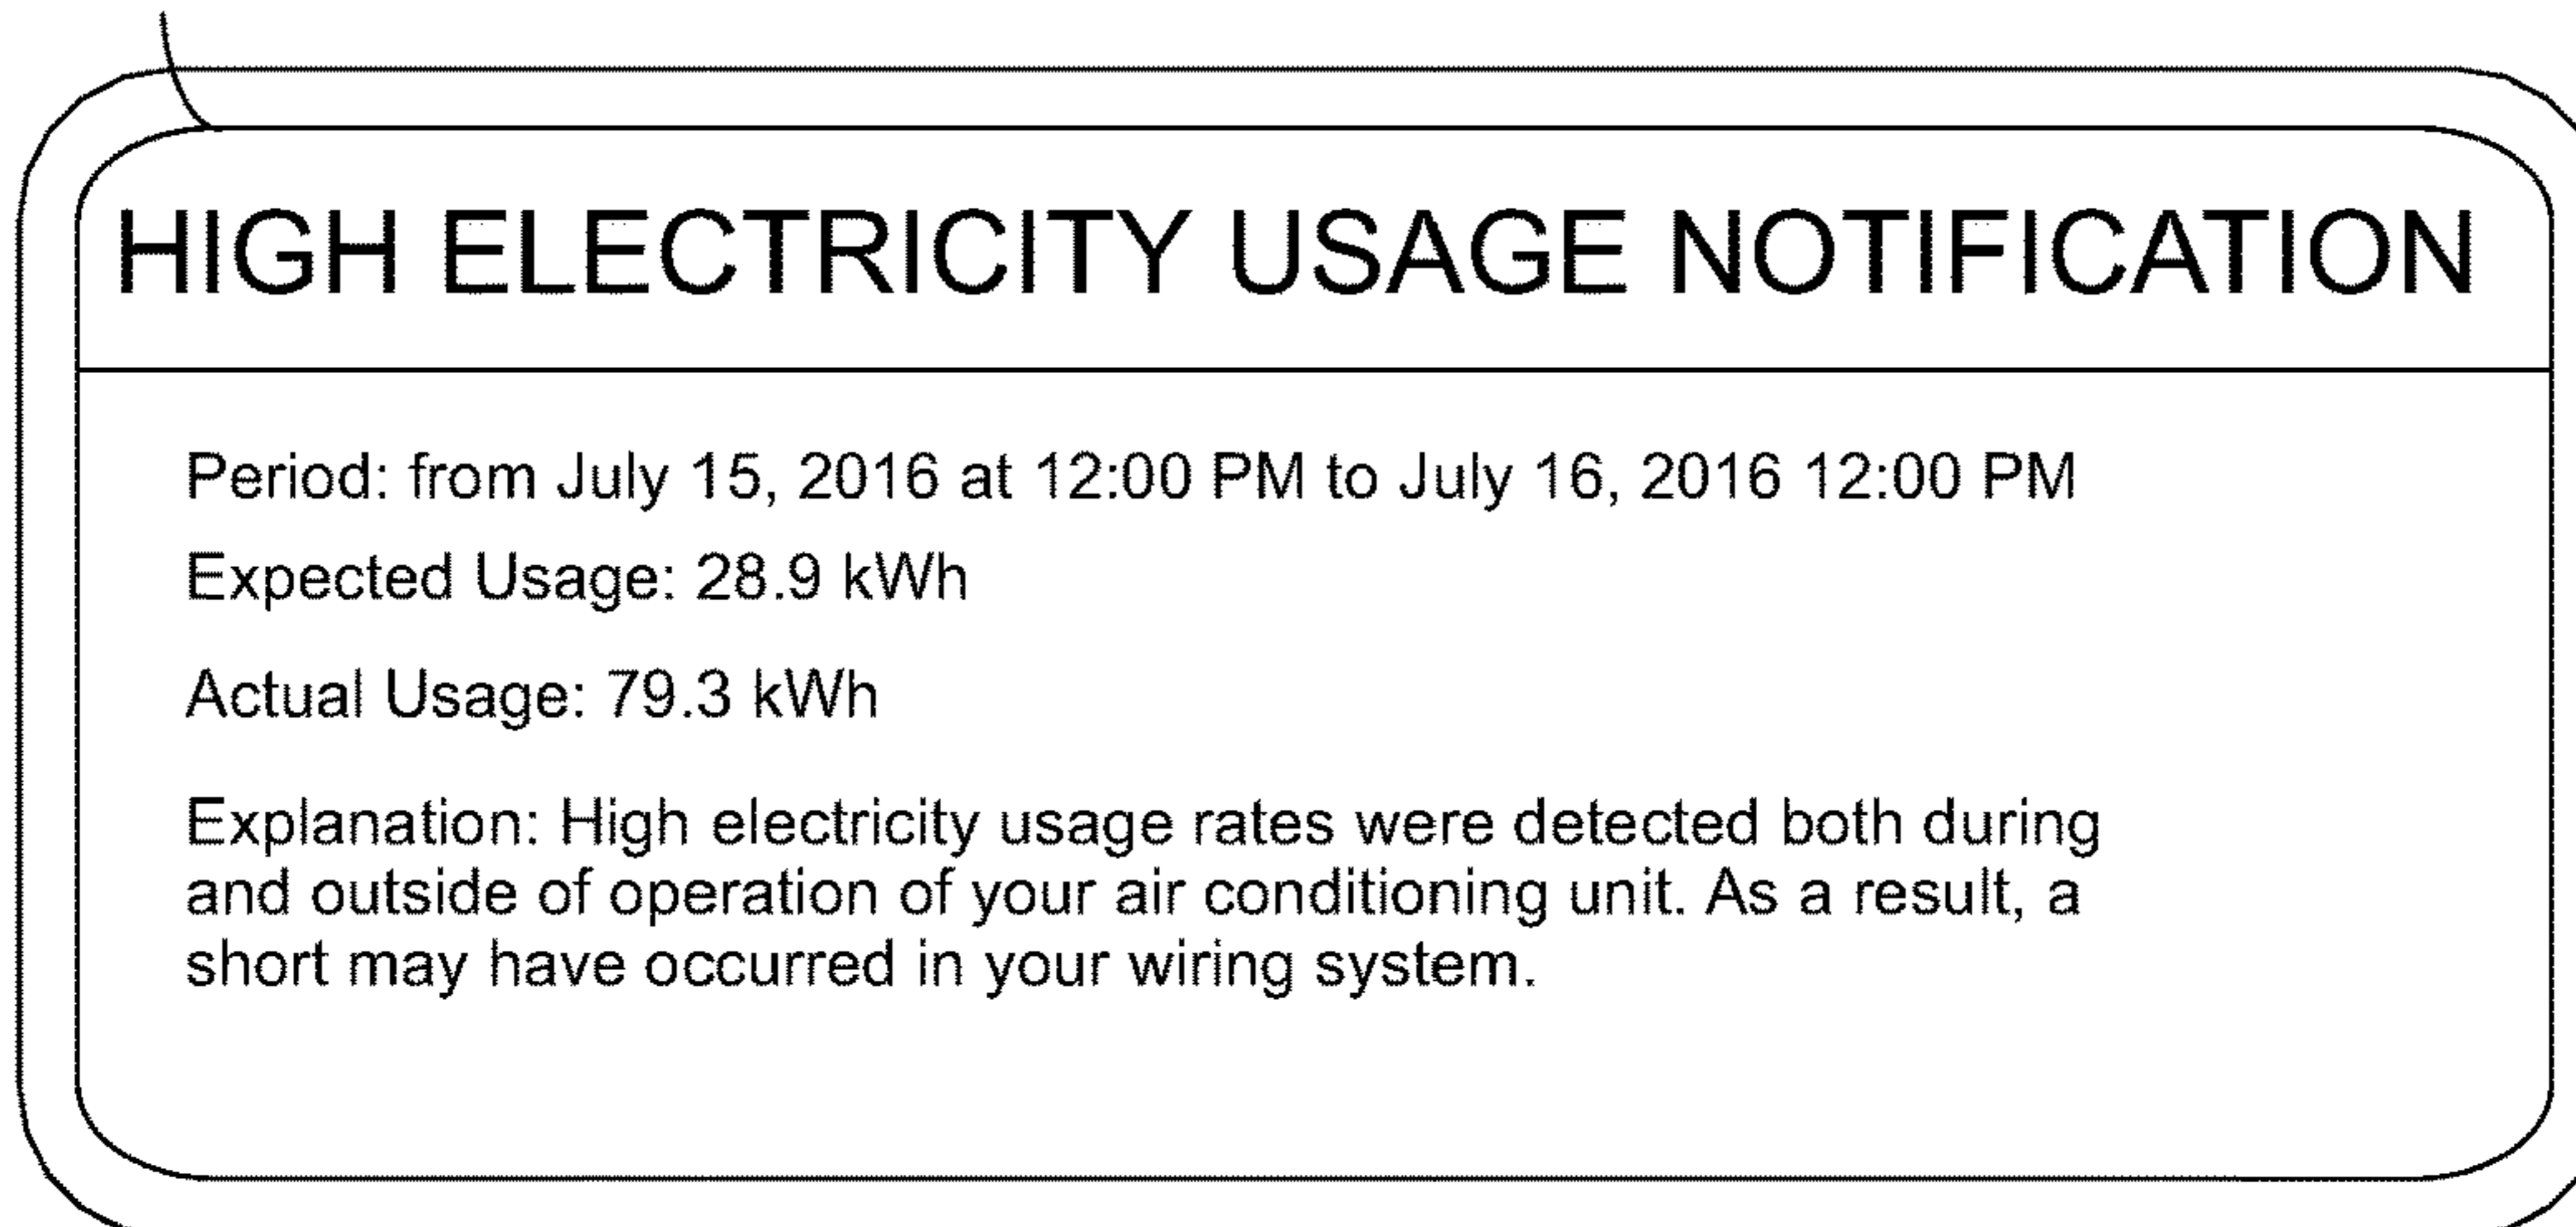 HIGH ELECTRICITY USAGE NOTIFICATION
Period: from July 15, 2016 at 12:00 PM to July 16, 2016 12:00 PM
Expected Usage: 28.9 kWh
Actual Usage: 79.3 kWh
Explanation: High electricity usage rates were detected both during
and outside of operation of your air conditioning unit. As a result, a
short may have occurred in your wiring system.